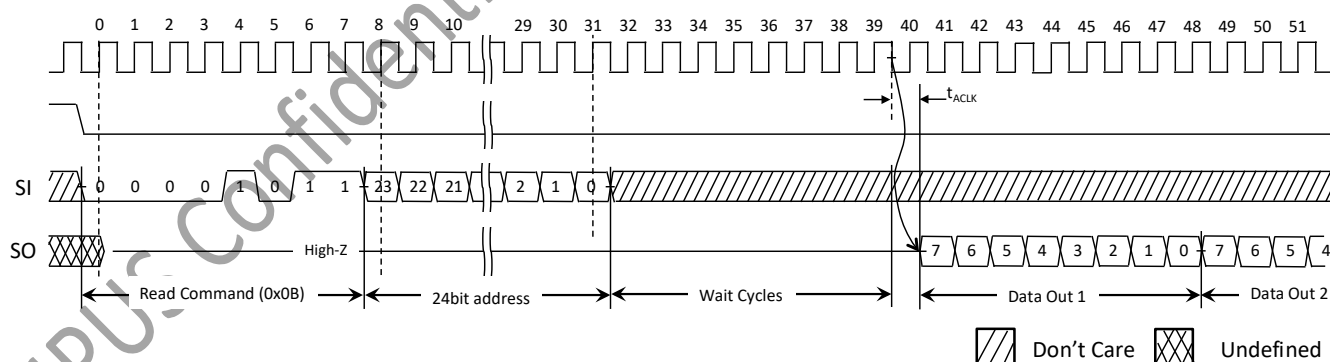 0 1 2 3 4 5 6 7 8 9 10 29 30 31 32 33 34 35 36 37 38 39 40 41 42 43 44 45 46 47 48 49 50 51
tACLK
SI 0 0 0 0 1 0 1 1 23 22 21 2 1 0
SO High-Z 7 6 5 4 3 2 1 0 7 6 5 4
Read Command (0x0B) 24bit address Wait Cycles Data Out 1 Data Out 2
Don't Care Undefined